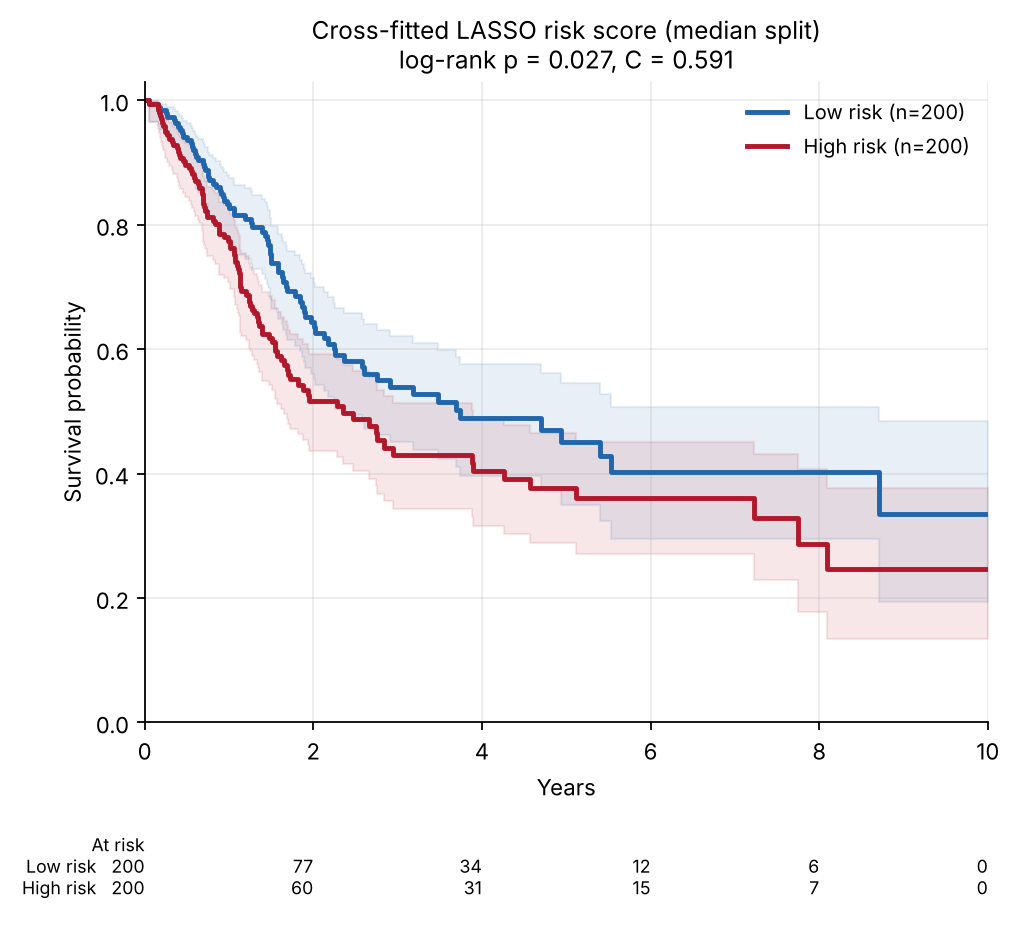 Cross-fitted LASSO risk score (median split)
log-rank p = 0.027, C = 0.591
Low risk (n=200)
High risk (n=200)
Survival probability
1.0
0.8
0.6
0.4
0.2
0.0
0 2 4 6 8 10
Years
At risk
Low risk 200 77 34 12 6 0
High risk 200 60 31 15 7 0